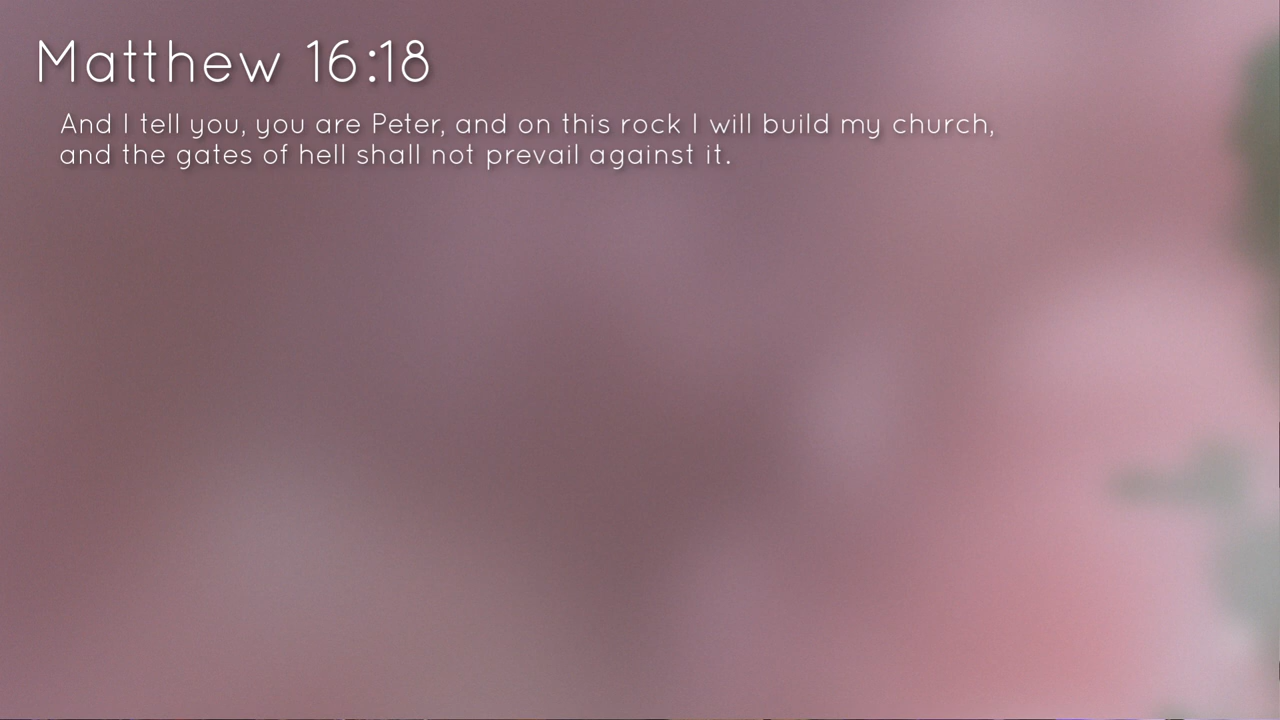 Matthew 16:18
And I tell you, you are Peter, and on this rock I will build my church,
and the gates of hell shall not prevail against it.